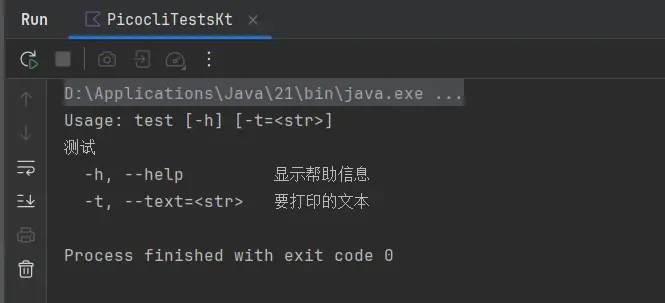 Run PicocliTestsKt
D:\Applications\Java\21\bin\java.exe ...
Usage: test [-h] [-t=<str>]
测试
  -h, --help          显示帮助信息
  -t, --text=<str>   要打印的文本
Process finished with exit code 0